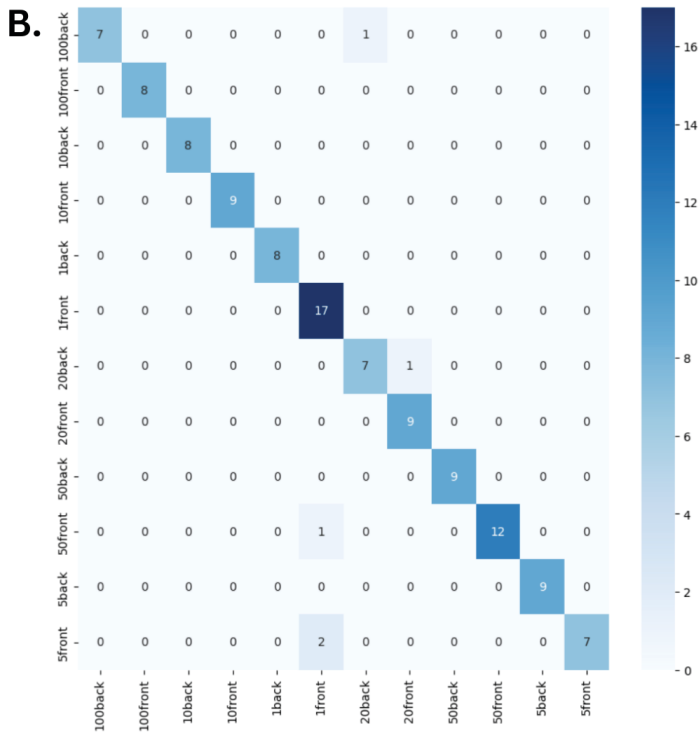 B.
100back 7 0 0 0 0 0 1 0 0 0 0 0
100front 0 8 0 0 0 0 0 0 0 0 0 0
10back 0 0 8 0 0 0 0 0 0 0 0 0
10front 0 0 0 9 0 0 0 0 0 0 0 0
1back 0 0 0 0 8 0 0 0 0 0 0 0
1front 0 0 0 0 0 17 0 0 0 0 0 0
20back 0 0 0 0 0 0 7 1 0 0 0 0
20front 0 0 0 0 0 0 0 9 0 0 0 0
50back 0 0 0 0 0 0 0 0 9 0 0 0
50front 0 0 0 0 0 1 0 0 0 12 0 0
5back 0 0 0 0 0 0 0 0 0 0 9 0
5front 0 0 0 0 0 2 0 0 0 0 0 7
100back 100front 10back 10front 1back 1front 20back 20front 50back 50front 5back 5front
16
14
12
10
8
6
4
2
0